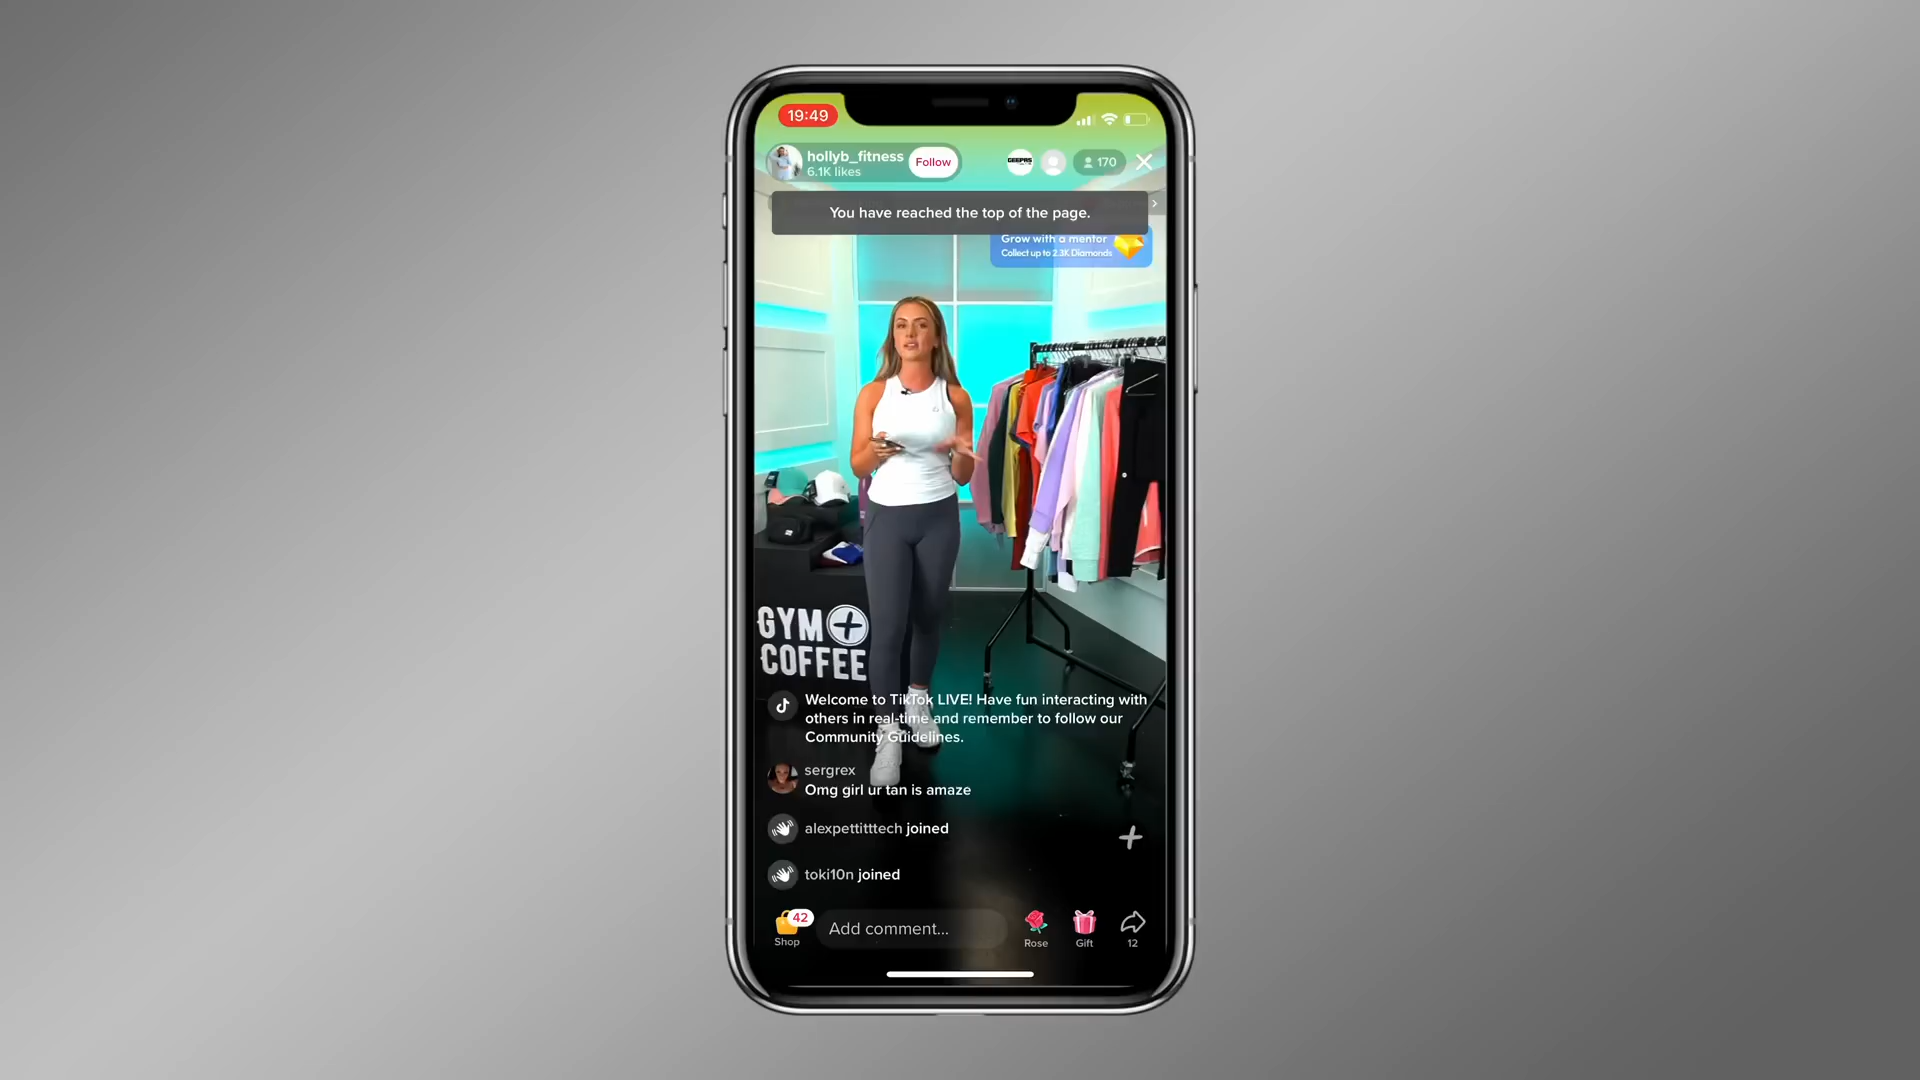 19:49
hollyb_fitness
6.1K likes
Follow
GEEPAS
170
You have reached the top of the page.
Grow with a mentor
Collect up to 2.3K Diamonds
GYM
COFFEE
Welcome to TikTok LIVE! Have fun interacting with
others in real-time and remember to follow our
Community Guidelines.
sergrex
Omg girl ur tan is amaze
alexpettitttech joined
toki10n joined
42
Shop
Add comment...
Rose
Gift
12